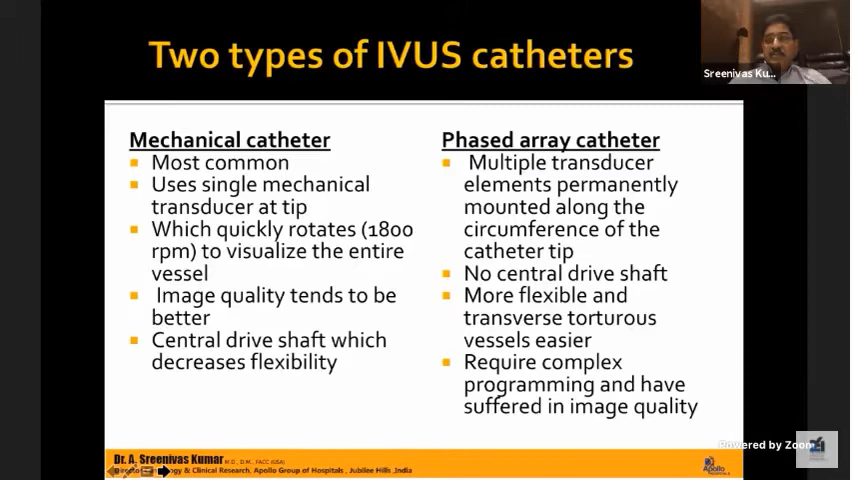 Two types of IVUS catheters
Sreenivas Ku...
Mechanical catheter
Most common
Uses single mechanical
transducer at tip
Which quickly rotates (1800
rpm) to visualize the entire
vessel
Image quality tends to be
better
Central drive shaft which
decreases flexibility
Phased array catheter
Multiple transducer
elements permanently
mounted along the
circumference of the
catheter tip
No central drive shaft
More flexible and
transverse torturous
vessels easier
Require complex
programming and have
suffered in image quality
Dr. A. Sreenivas Kumar M.D., D.M., FACC (USA)
& Clinical Research, Apollo Group of Hospitals, Jubilee Hills ,India
Apollo
Powered by Zoom